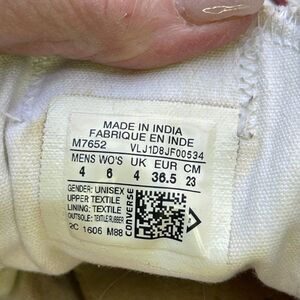 MADE IN INDIA
FABRIQUE EN INDE
M7652 VLJ1D8JF00534
MENS WO'S UK EUR CM
4 6 4 36.5 23
GENDER: UNISEX
UPPER TEXTILE
LINING: TEXTILE
OUTSOLE: TEXTILE/RUBBER
2C 1606 M88
CONVERSE